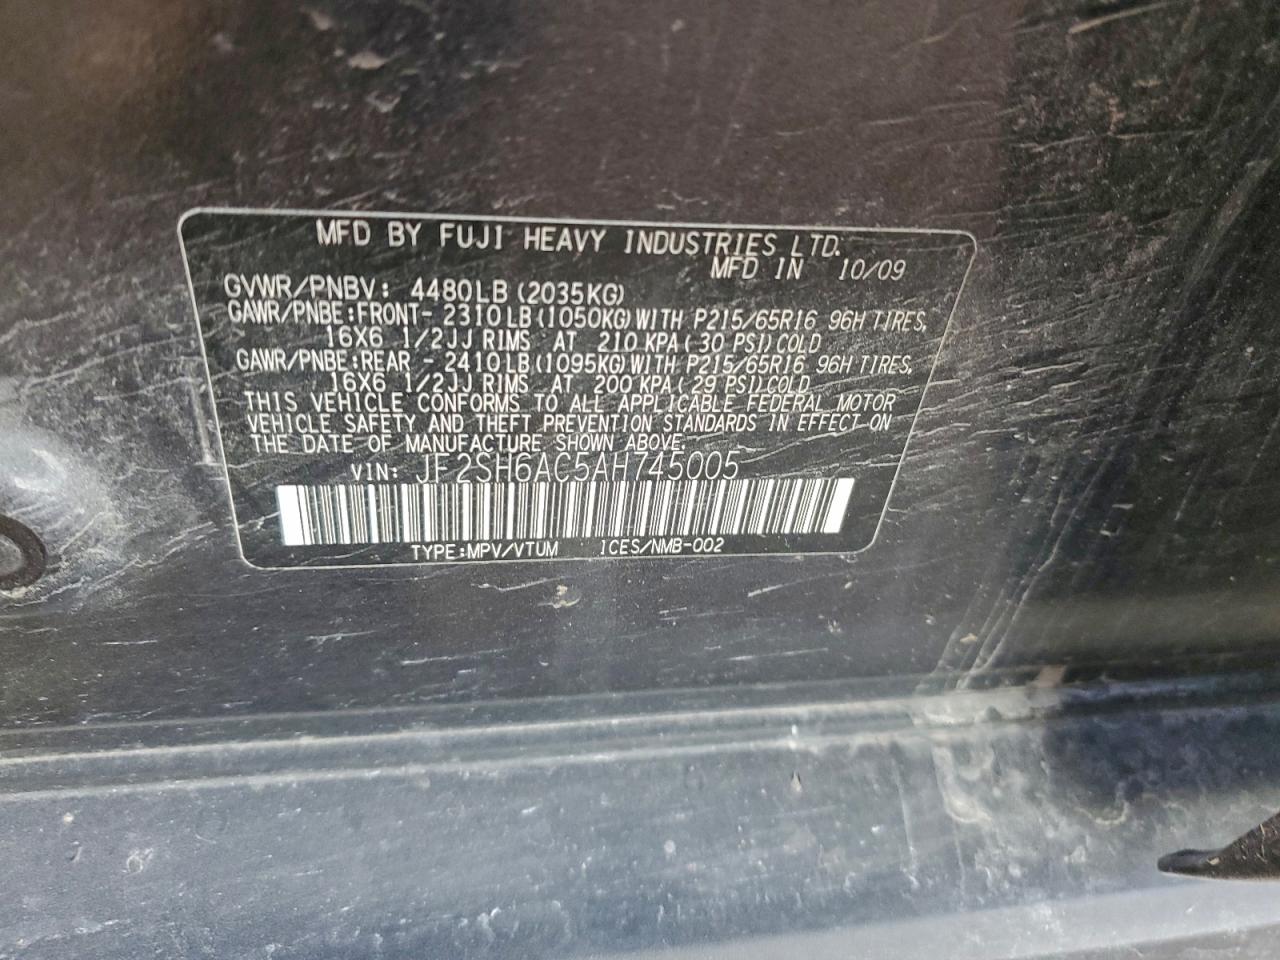 MFD BY FUJI HEAVY INDUSTRIES LTD.
MFD IN 10/09
GVWR/PNBV: 4480LB (2035KG)
GAWR/PNBE:FRONT- 2310 LB (1050KG) WITH P215/65R16 96H TIRES,
16X6 1/2JJ RIMS AT 210 KPA ( 30 PSI) COLD
GAWR/PNBE:REAR - 2410 LB (1095KG) WITH P215/65R16 96H TIRES,
16X6 1/2JJ RIMS AT 200 KPA ( 29 PSI) COLD
THIS VEHICLE CONFORMS TO ALL APPLICABLE FEDERAL MOTOR
VEHICLE SAFETY AND THEFT PREVENTION STANDARDS IN EFFECT ON
THE DATE OF MANUFACTURE SHOWN ABOVE.
VIN: JF2SH6AC5AH745005
TYPE:MPV/VTUM ICES/NMB-002